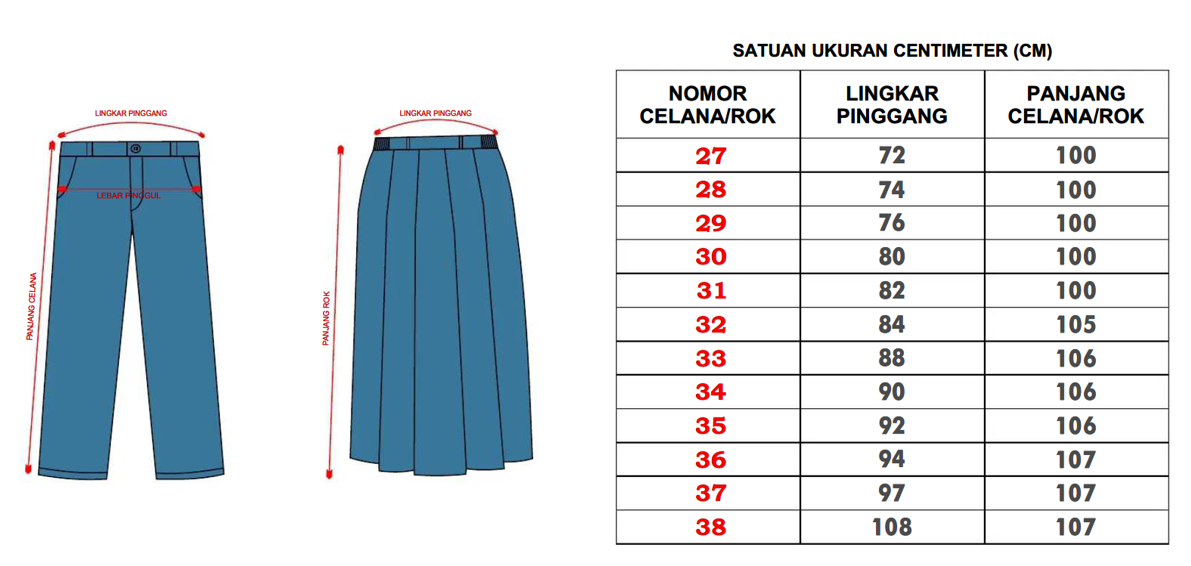 LINGKAR PINGGANG
LEBAR PINGGUL
PANJANG CELANA
LINGKAR PINGGANG
PANJANG ROK
SATUAN UKURAN CENTIMETER (CM)
NOMOR CELANA/ROK LINGKAR PINGGANG PANJANG CELANA/ROK
27 72 100
28 74 100
29 76 100
30 80 100
31 82 100
32 84 105
33 88 106
34 90 106
35 92 106
36 94 107
37 97 107
38 108 107